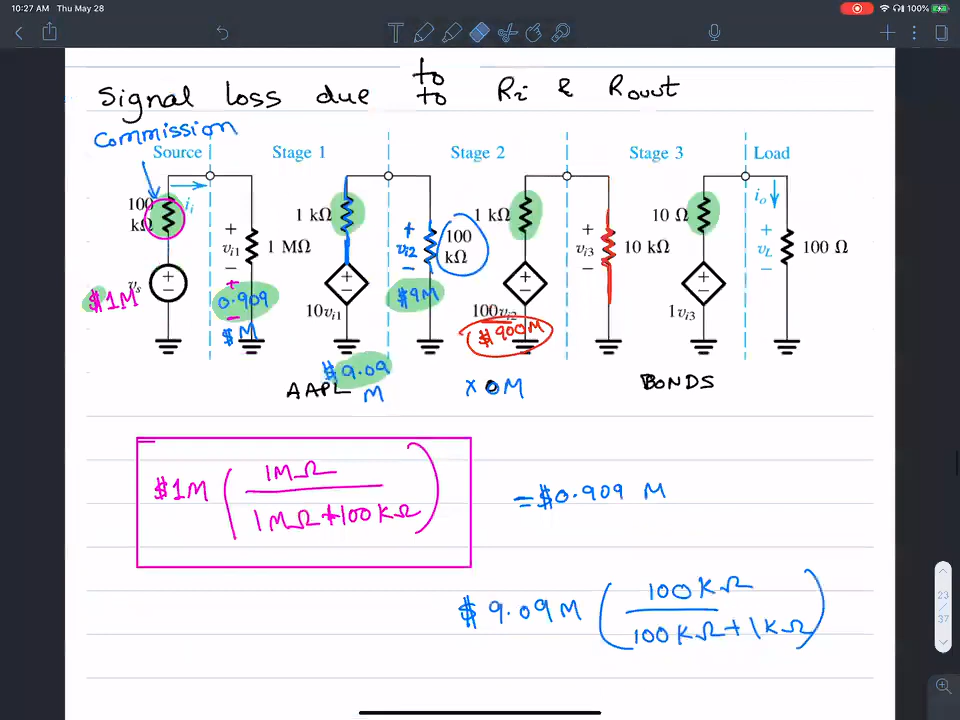 10:27 AM Thu May 28
100%
to
Signal loss due to Ri & Rout
Commission
Source Stage 1 Stage 2 Stage 3 Load
100 kΩ
ii
1 kΩ
1 kΩ
10 Ω
io
+ vi1 −
1 MΩ
+ vi2 −
100 kΩ
+ vi3 −
10 kΩ
+ vL −
100 Ω
$1M
vs
+ −
+
0.909
−
$M
+ −
10vi1
$9M
+ −
100vi2
$900M
+ −
1vi3
$9.09 M
AAPL
BONDS
$1M ( 1MΩ / 1MΩ+100KΩ )
= $0.909 M
$ 9.09M ( 100KΩ / 100KΩ+1KΩ )
23
/
37